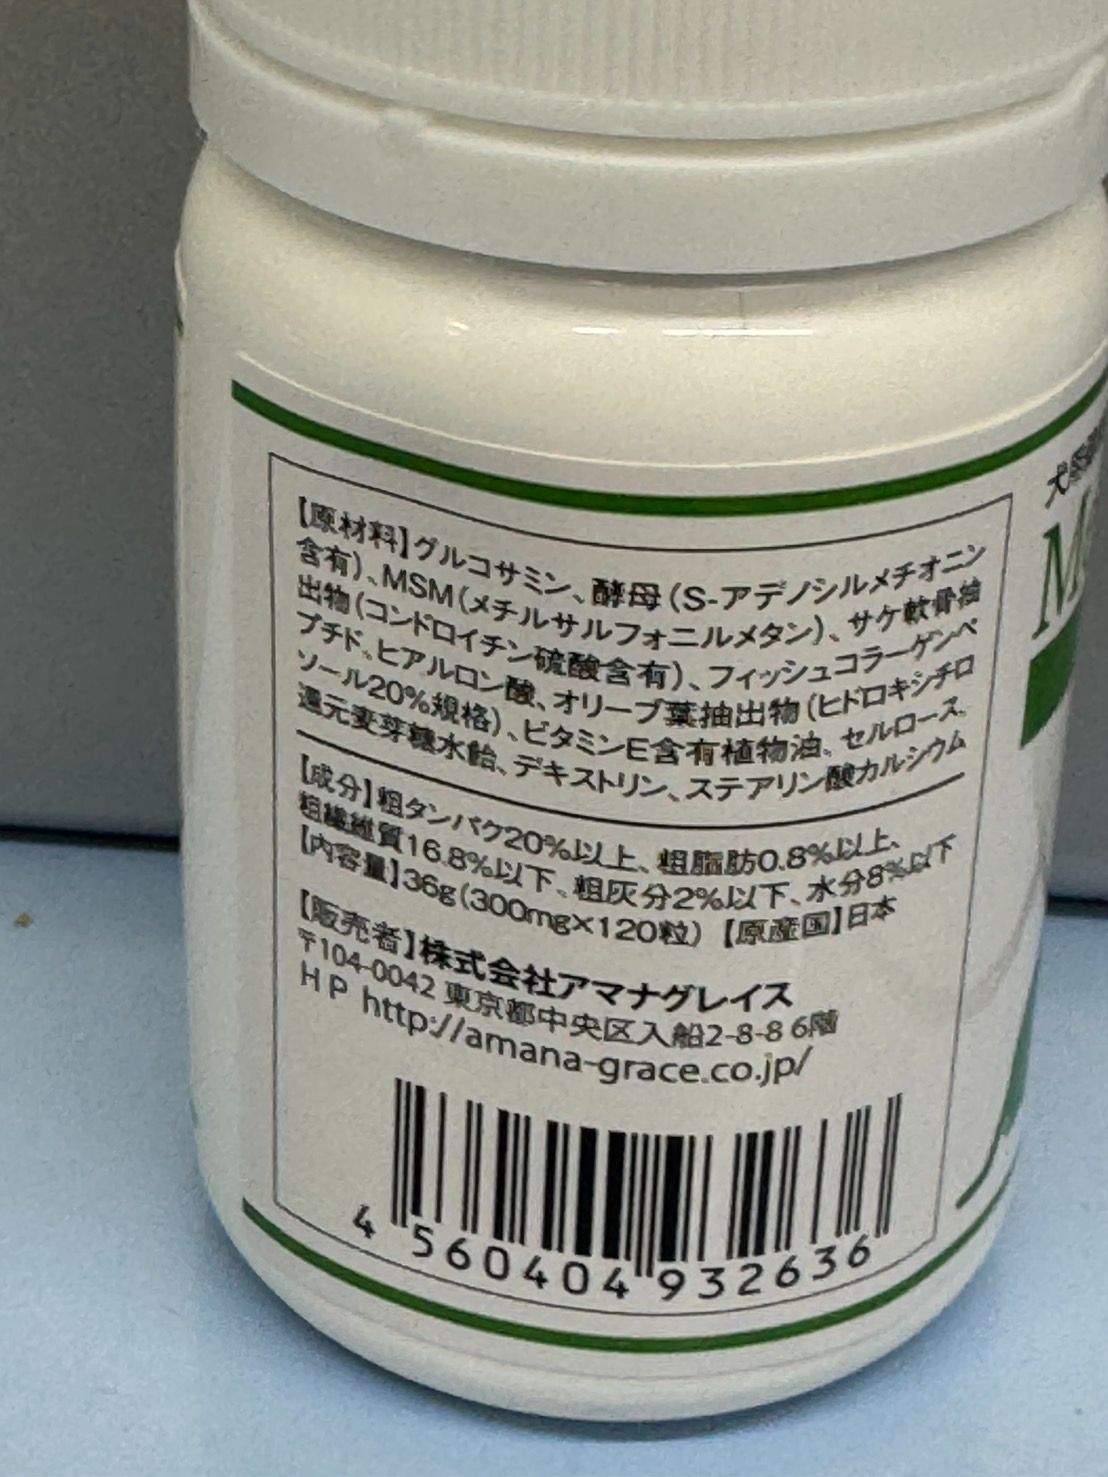 【原材料】グルコサミン、酵母(S-アデノシルメチオニン
含有)、MSM(メチルサルフォニルメタン)、サケ軟骨抽
出物(コンドロイチン硫酸含有)、フィッシュコラーゲンペ
プチド、ヒアルロン酸、オリーブ葉抽出物(ヒドロキシチロ
ソール20%規格)、ビタミンE含有植物油、セルロース、
還元麦芽糖水飴、デキストリン、ステアリン酸カルシウム
【成分】粗タンパク20%以上、粗脂肪0.8%以上、
粗繊維質16.8%以下、粗灰分2%以下、水分8%以下
【内容量】36g(300mg×120粒) 【原産国】日本
【販売者】株式会社アマナグレイス
〒104-0042 東京都中央区入船2-8-8 6階
HP http://amana-grace.co.jp/
4 560404 932636
犬
M